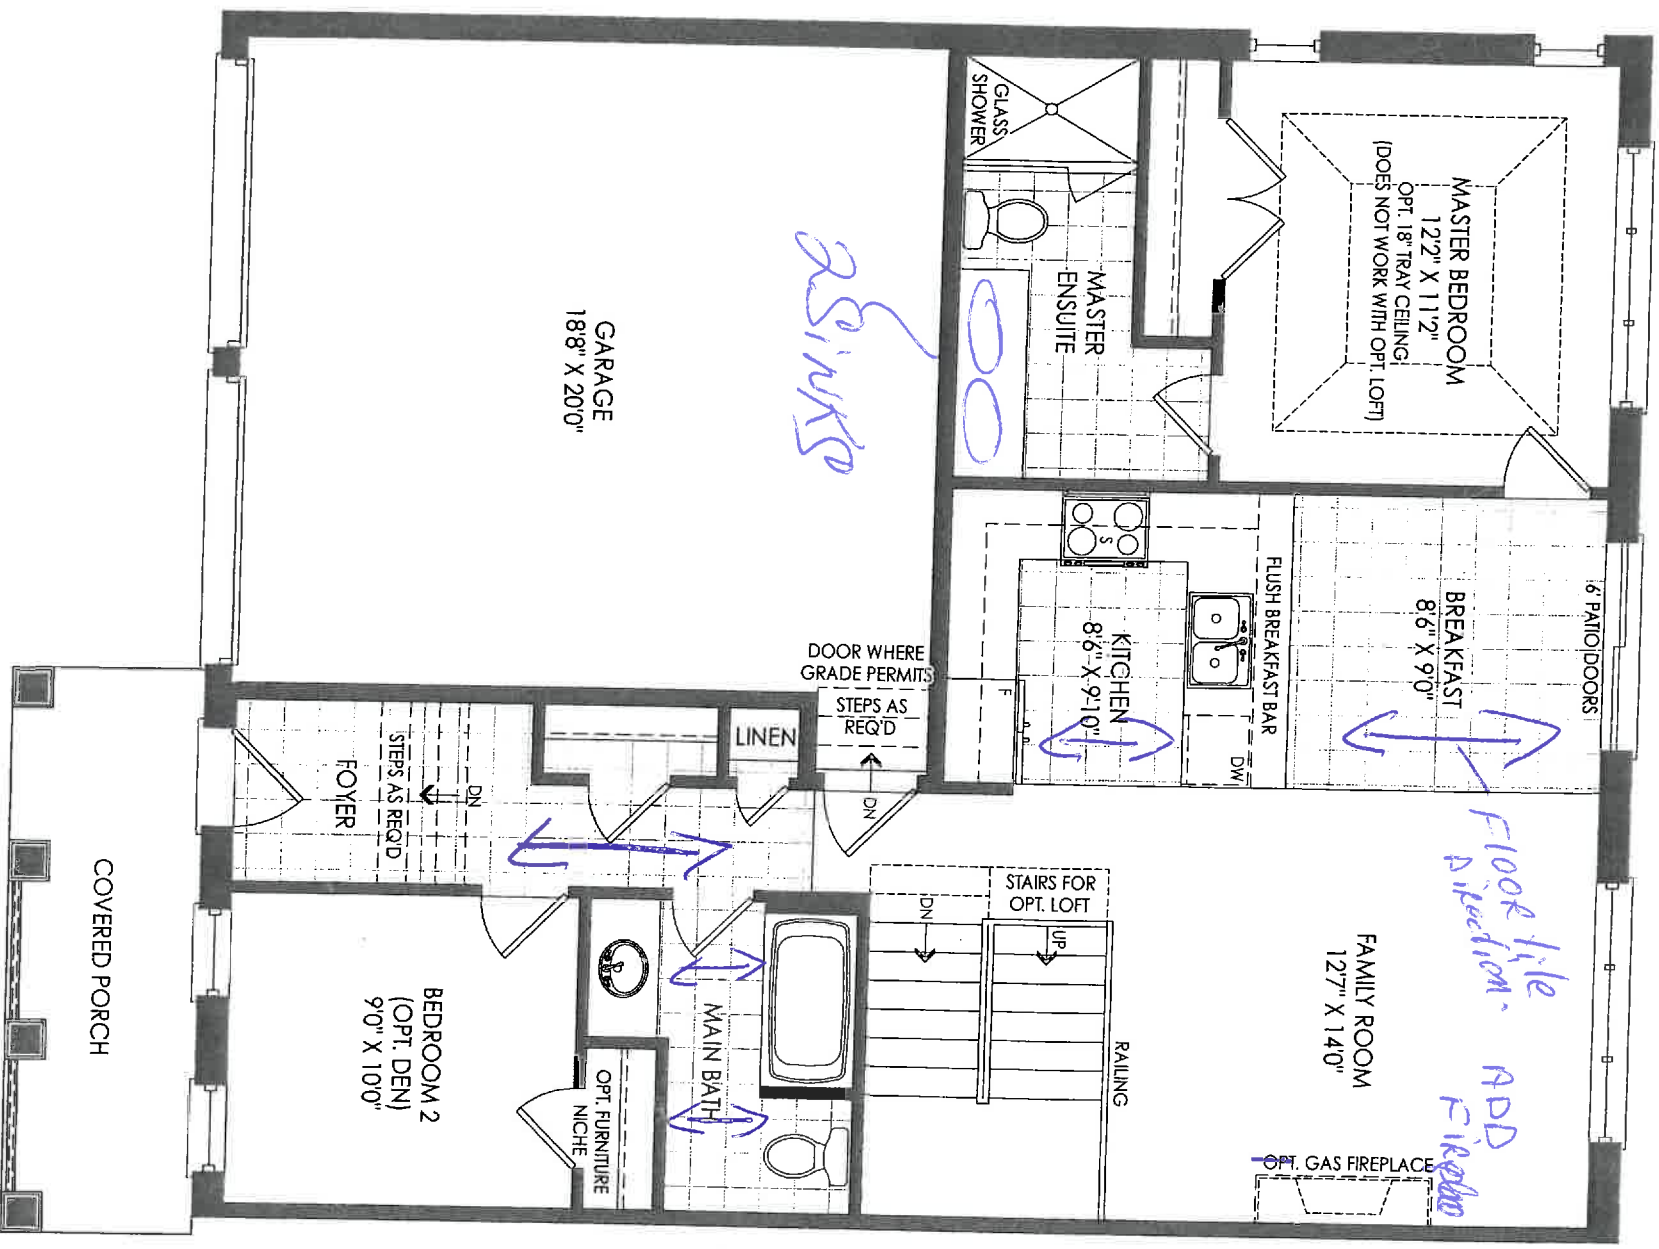 GLASS
SHOWER
MASTER
ENSUITE
MASTER BEDROOM
12'2" X 11'2"
OPT. 18" TRAY CEILING
(DOES NOT WORK WITH OPT. LOFT)
2 SINKS
GARAGE
18'8" X 20'0"
6' PATIO DOORS
BREAKFAST
8'6" X 9'0"
FLUSH BREAKFAST BAR
S
KITCHEN
8'6" X 9'10"
F
DW
DOOR WHERE
GRADE PERMITS
STEPS AS
REQ'D
DN
LINEN
FOYER
STEPS AS REQ'D
DN
Floor tile
Direction.
ADD
Fireplace
STAIRS FOR
OPT. LOFT
DN
UP
RAILING
FAMILY ROOM
12'7" X 14'0"
OPT. GAS FIREPLACE
MAIN BATH
OPT. FURNITURE
NICHE
BEDROOM 2
(OPT. DEN)
9'0" X 10'0"
COVERED PORCH